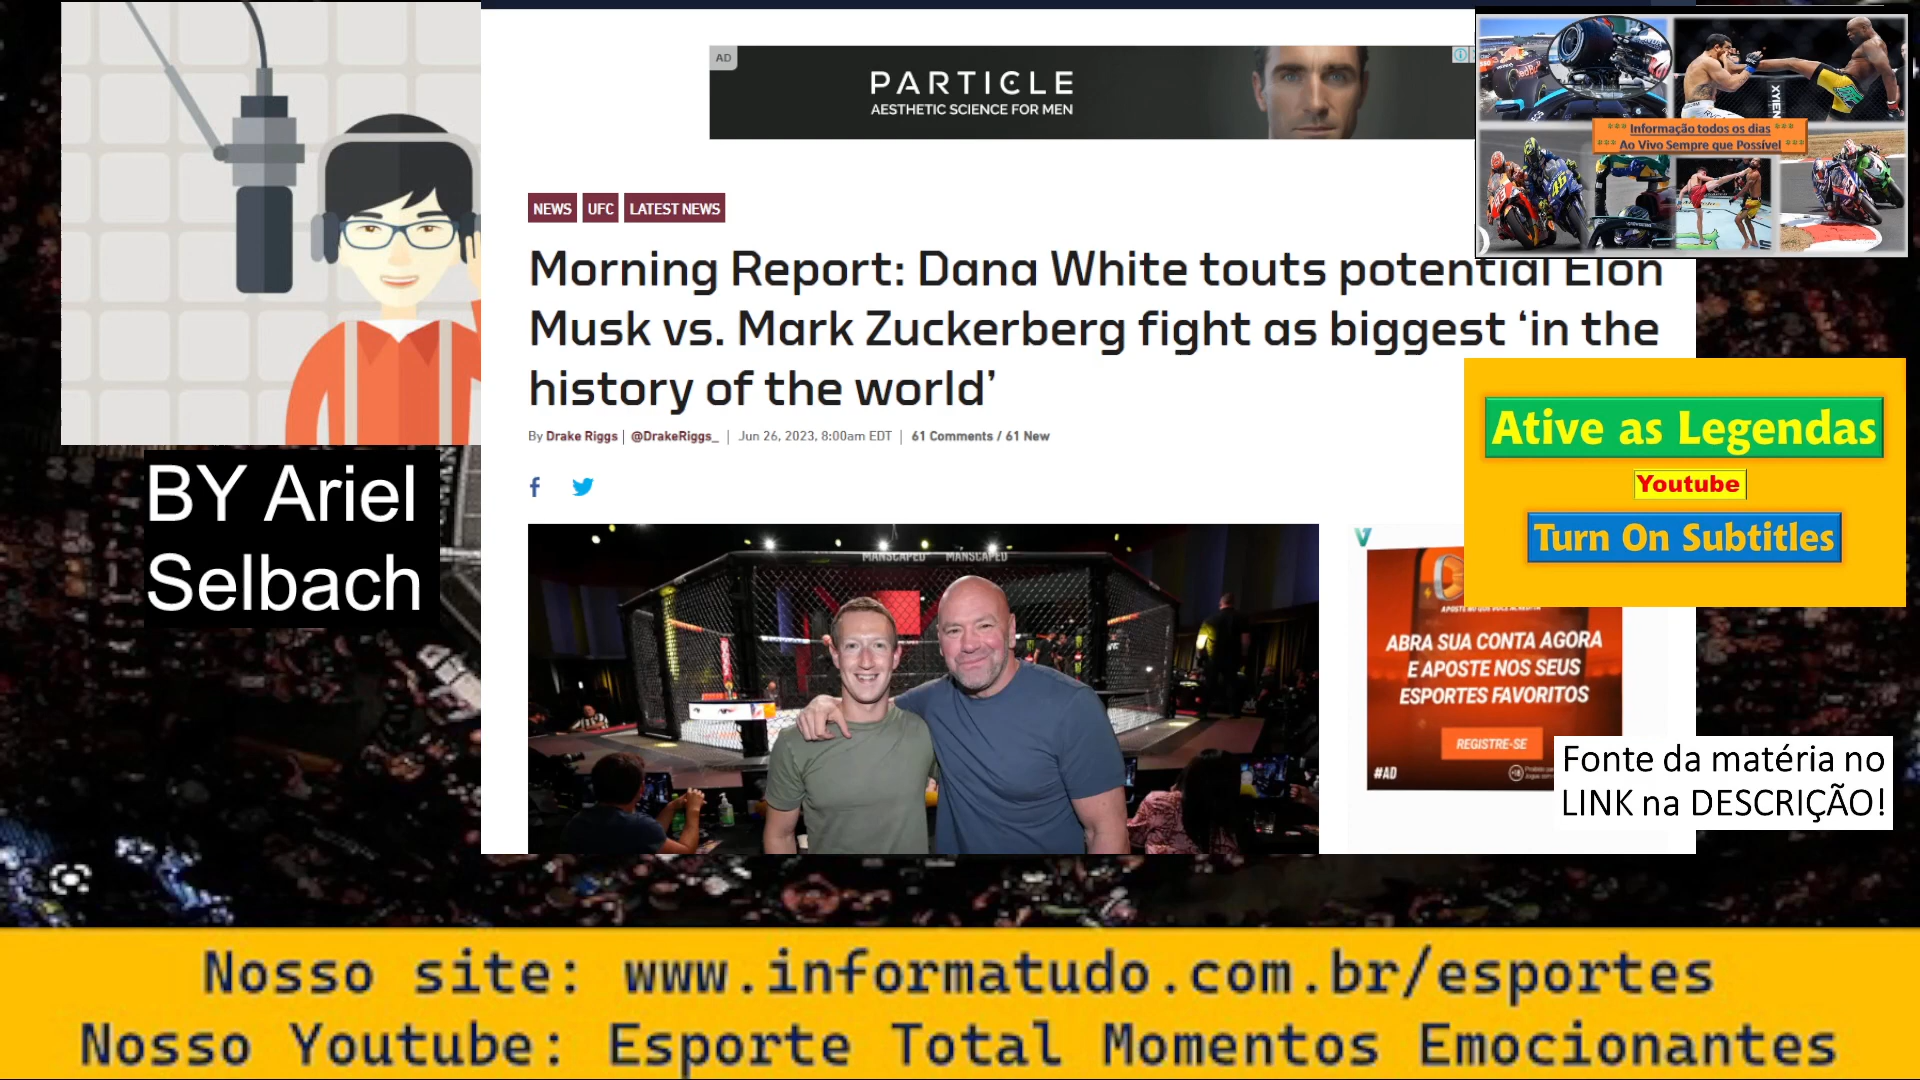 AD
PARTICLE
AESTHETIC SCIENCE FOR MEN
*** Informação todos os dias ***
*** Ao Vivo Sempre que Possível ***
NEWS UFC LATEST NEWS
Morning Report: Dana White touts potential Elon
Musk vs. Mark Zuckerberg fight as biggest ‘in the
history of the world’
By Drake Riggs | @DrakeRiggs_ | Jun 26, 2023, 8:00am EDT | 61 Comments / 61 New
Ative as Legendas
Youtube
Turn On Subtitles
BY Ariel
Selbach
MANSCAPED MANSCAPED
ABRA SUA CONTA AGORA
E APOSTE NOS SEUS
ESPORTES FAVORITOS
REGISTRE-SE
#AD
Fonte da matéria no
LINK na DESCRIÇÃO!
Nosso site: www.informatudo.com.br/esportes
Nosso Youtube: Esporte Total Momentos Emocionantes